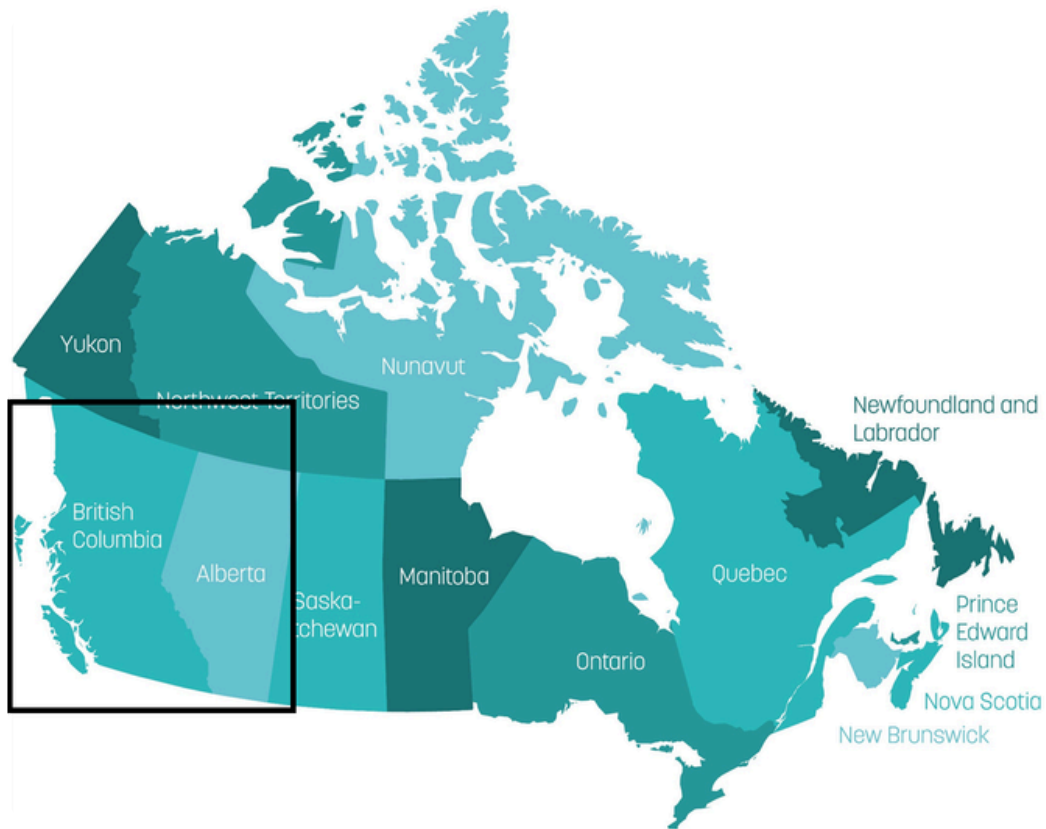 Yukon
Nunavut
Northwest Territories
Newfoundland and
Labrador
British
Columbia
Alberta
Saska-
tchewan
Manitoba
Ontario
Quebec
Prince
Edward
Island
Nova Scotia
New Brunswick